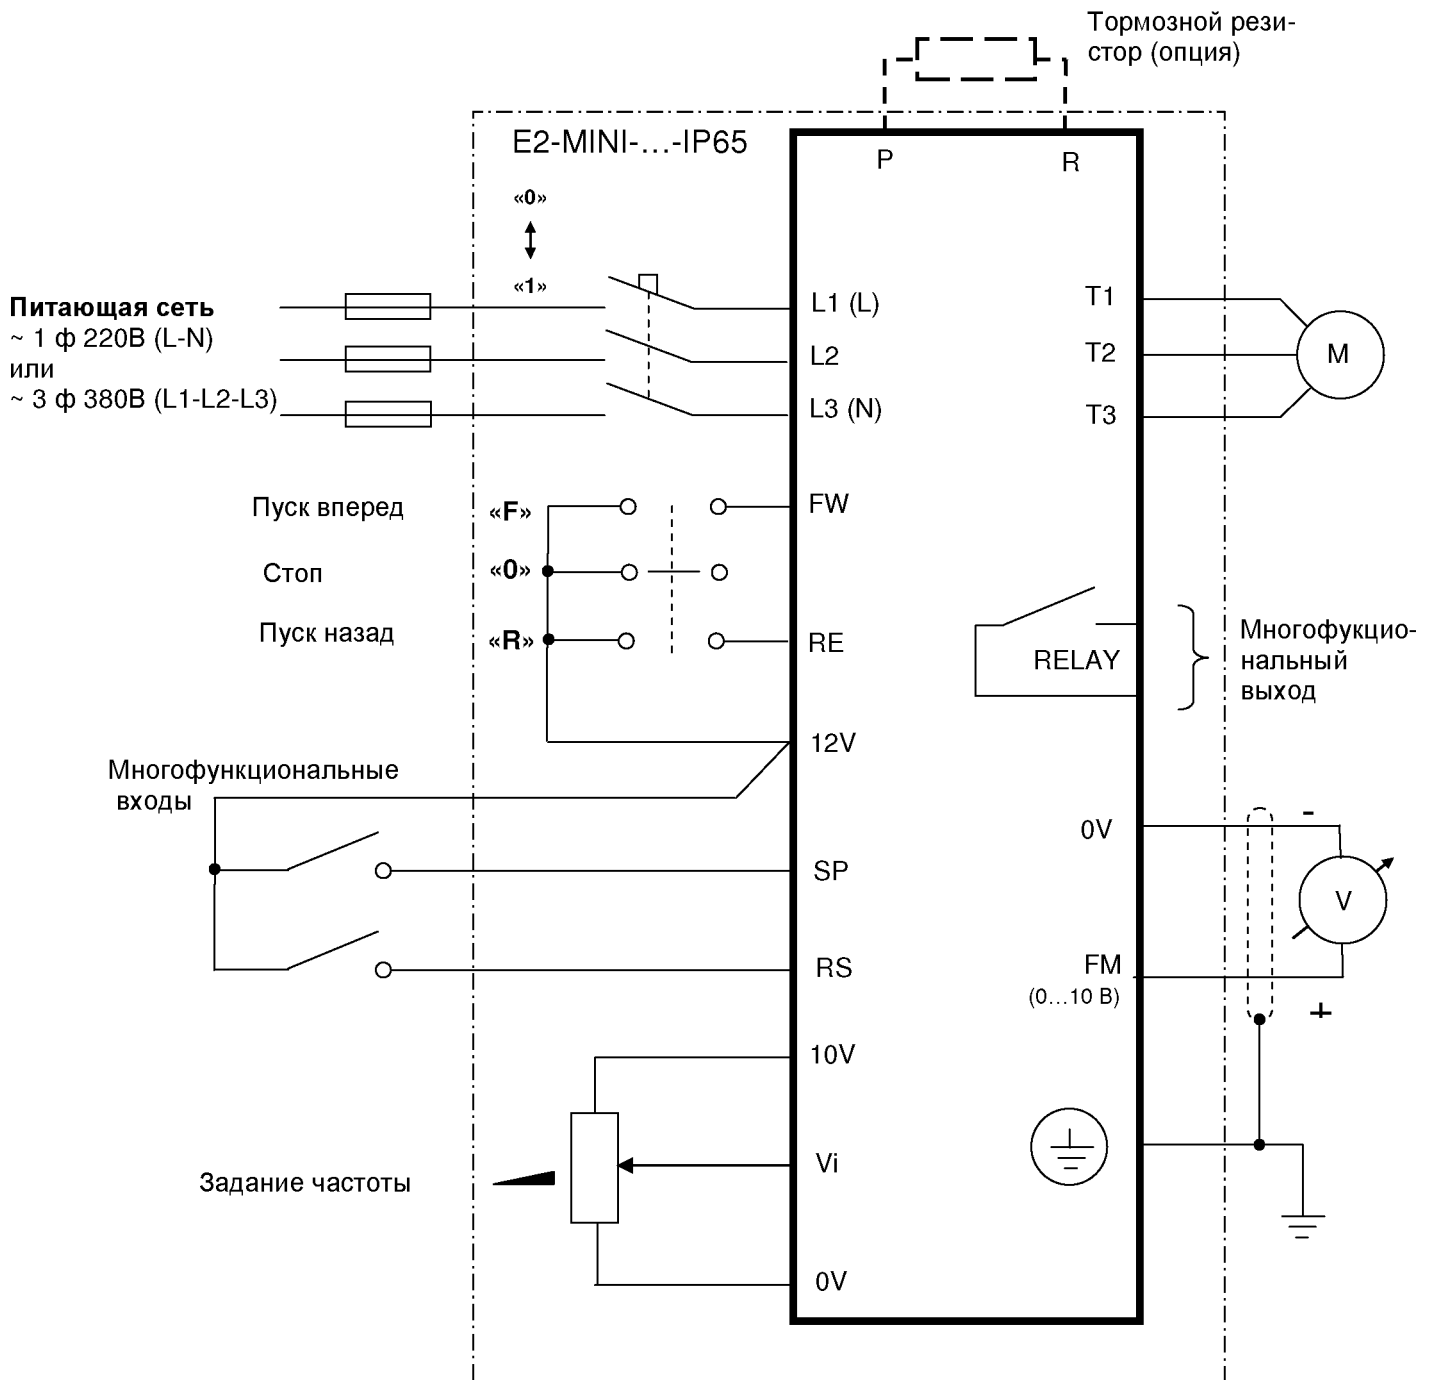 Тормозной рези-
стор (опция)
E2-MINI-...-IP65
P
R
«0»
«1»
Питающая сеть
~ 1 ф 220В (L-N)
или
~ 3 ф 380В (L1-L2-L3)
L1 (L)
L2
L3 (N)
T1
T2
T3
M
Пуск вперед
«F»
FW
Стоп
«0»
Пуск назад
«R»
RE
RELAY
Многофукцио-
нальный
выход
12V
Многофункциональные
входы
SP
RS
0V
-
V
FM
(0...10 В)
+
10V
Vi
Задание частоты
0V